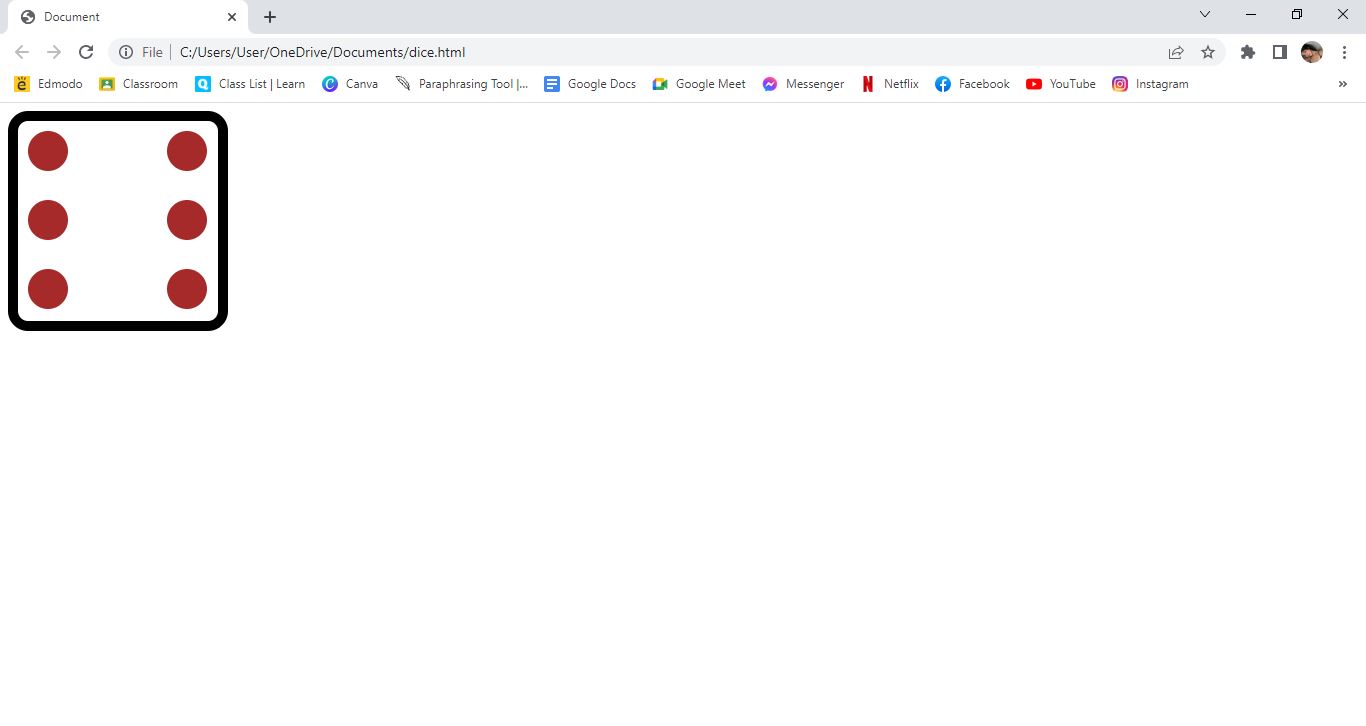 Document
File C:/Users/User/OneDrive/Documents/dice.html
Edmodo Classroom Class List | Learn Canva Paraphrasing Tool |... Google Docs Google Meet Messenger Netflix Facebook YouTube Instagram »